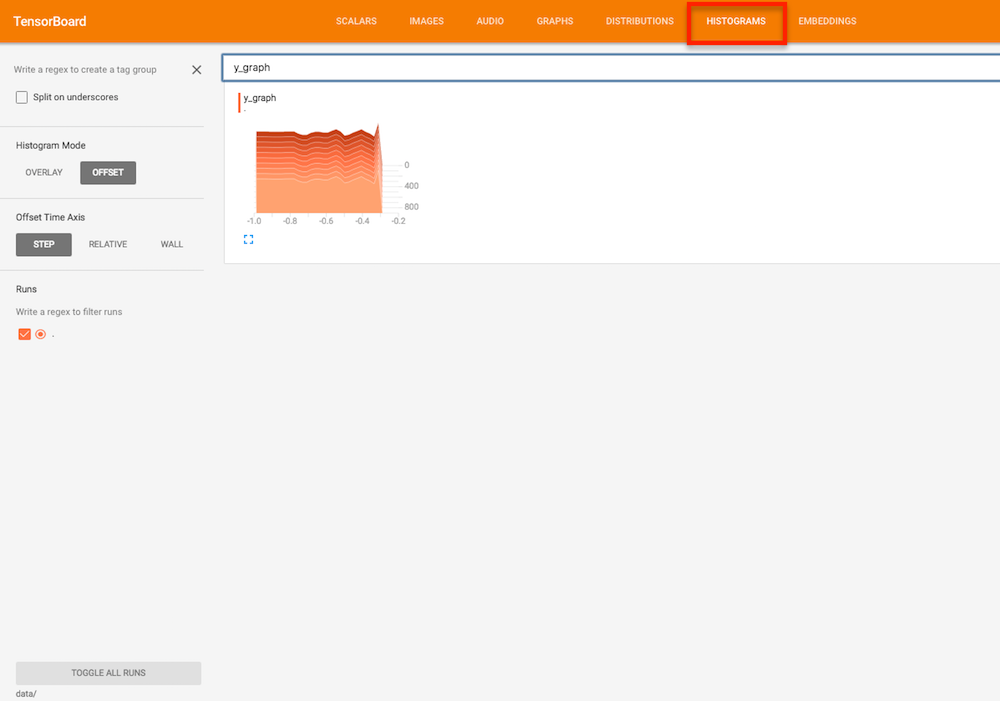 TensorBoard
SCALARS IMAGES AUDIO GRAPHS DISTRIBUTIONS HISTOGRAMS EMBEDDINGS
Write a regex to create a tag group
Split on underscores
Histogram Mode
OVERLAY OFFSET
Offset Time Axis
STEP RELATIVE WALL
Runs
Write a regex to filter runs
.
TOGGLE ALL RUNS
data/
y_graph
y_graph
.
0
400
800
-1.0 -0.8 -0.6 -0.4 -0.2